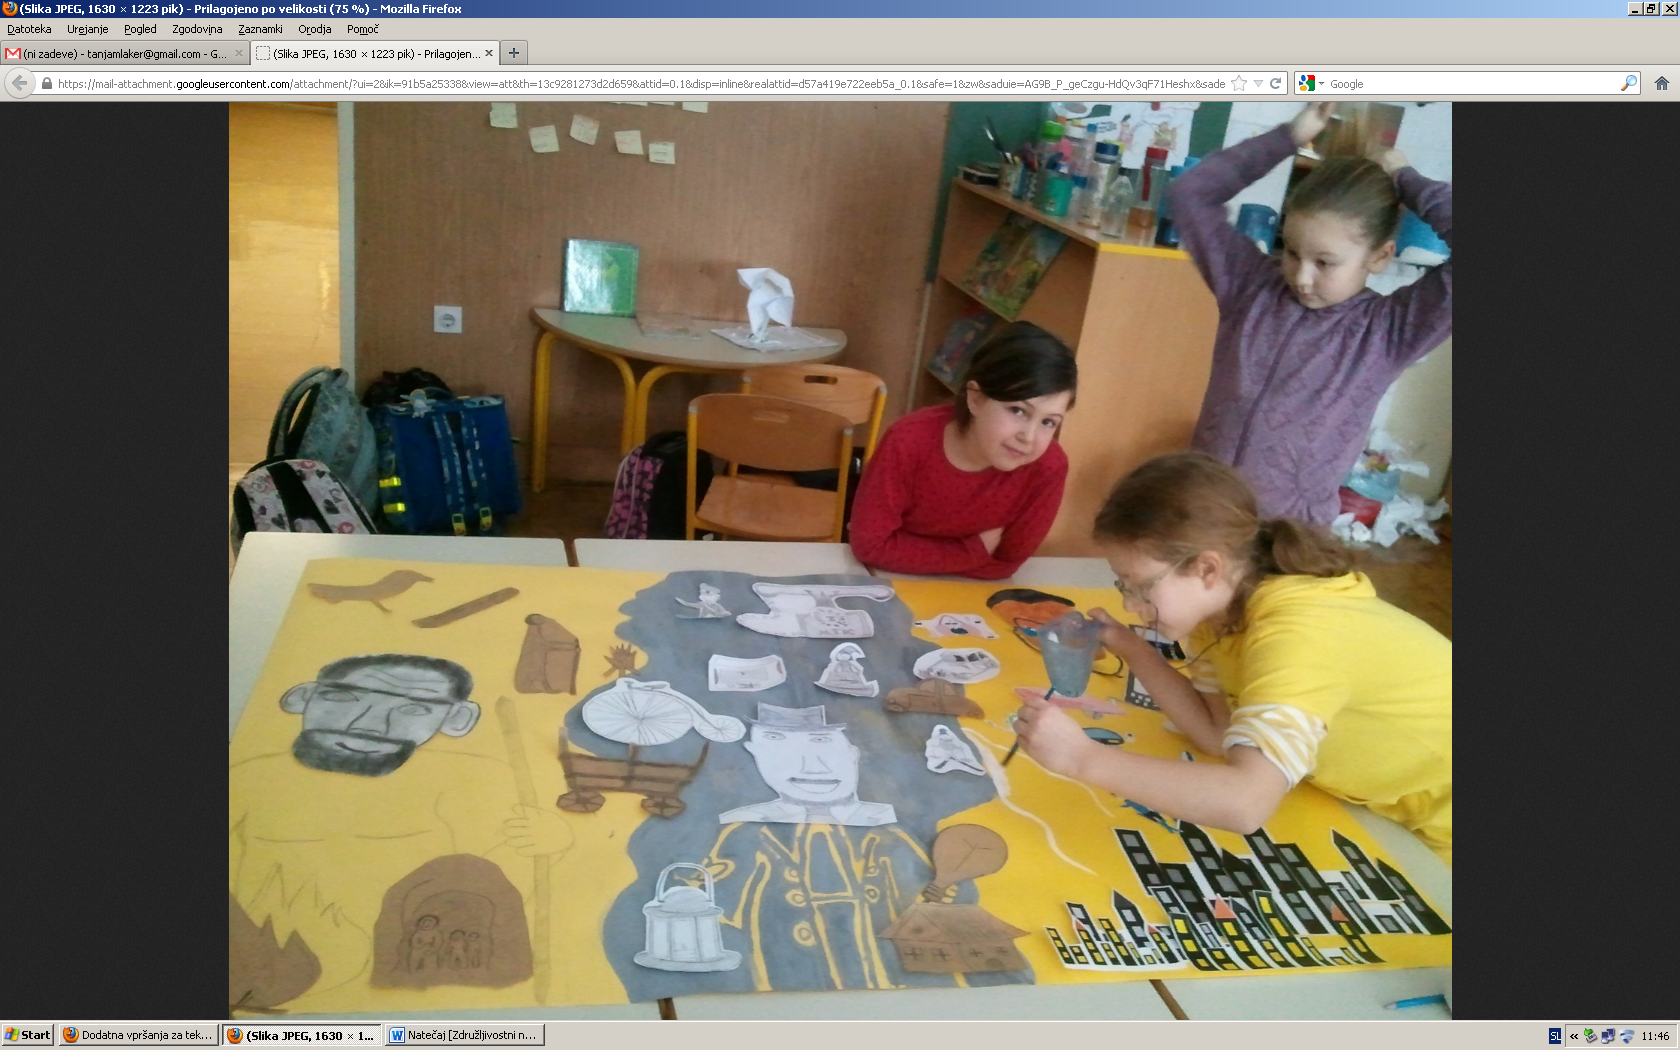 (Slika JPEG, 1630 × 1223 pik) - Prilagojeno po velikosti (75 %) - Mozilla Firefox
Datoteka Urejanje Pogled Zgodovina Zaznamki Orodja Pomoč
(ni zadeve) - tanjamlaker@gmail.com - G...
(Slika JPEG, 1630 × 1223 pik) - Prilagojen...
https://mail-attachment.googleusercontent.com/attachment/?ui=2&ik=91b5a25338&view=att&th=13c9281273d2d659&attid=0.1&disp=inline&realattid=d57a419e722eeb5a_0.1&safe=1&zw&saduie=AG9B_P_geCzgu-HdQv3qF71Heshx&sade
Google
Start
Dodatna vpršanja za tek...
(Slika JPEG, 1630 × 1...
Natečaj [Združljivostni n...
SL
11:46